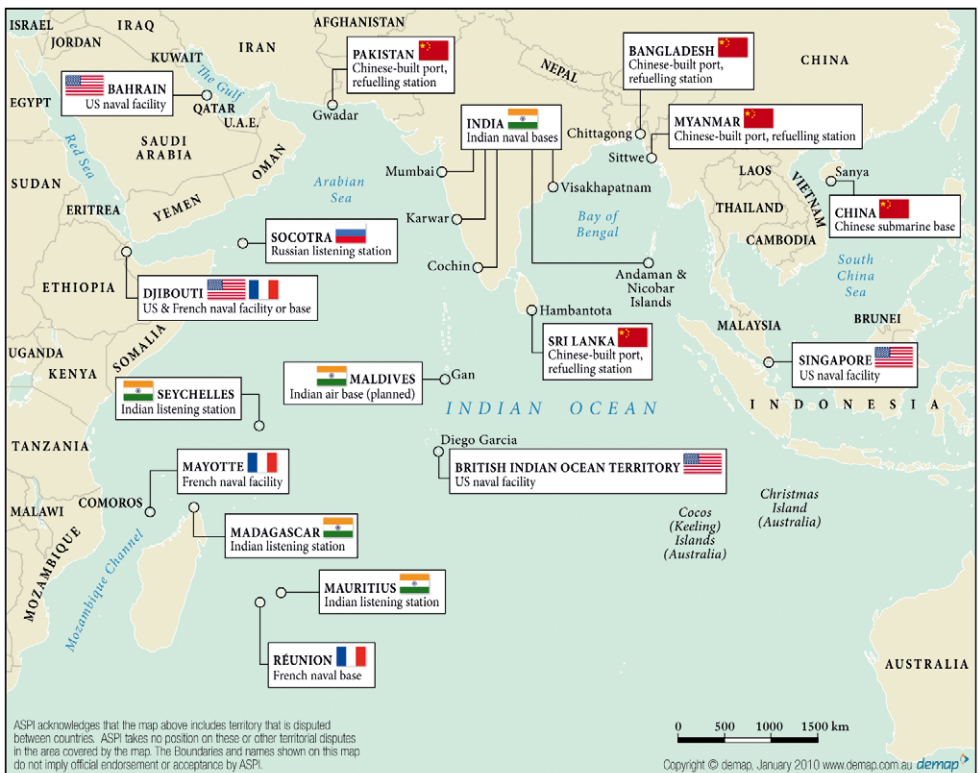 ISRAEL
IRAQ
AFGHANISTAN
JORDAN
KUWAIT
IRAN
The Gulf
NEPAL
CHINA
PAKISTAN
Chinese-built port,
refuelling station
BANGLADESH
Chinese-built port,
refuelling station
BAHRAIN
US naval facility
EGYPT
QATAR
U.A.E.
Gwadar
INDIA
Indian naval bases
MYANMAR
Chinese-built port, refuelling station
Chittagong
Sittwe
Red Sea
SAUDI
ARABIA
OMAN
Mumbai
Visakhapatnam
LAOS
Sanya
SUDAN
Arabian
Sea
VIETNAM
THAILAND
CHINA
Chinese submarine base
ERITREA
YEMEN
Karwar
Bay of
Bengal
SOCOTRA
Russian listening station
CAMBODIA
Cochin
Andaman &
Nicobar
Islands
South
China
Sea
ETHIOPIA
DJIBOUTI
US & French naval facility or base
Hambantota
MALAYSIA
BRUNEI
SOMALIA
SRI LANKA
Chinese-built port,
refuelling station
SINGAPORE
US naval facility
UGANDA
KENYA
SEYCHELLES
Indian listening station
MALDIVES
Indian air base (planned)
Gan
INDIAN OCEAN
INDONESIA
TANZANIA
Diego Garcia
BRITISH INDIAN OCEAN TERRITORY
US naval facility
MAYOTTE
French naval facility
COMOROS
MALAWI
Christmas
Island
(Australia)
Cocos
(Keeling)
Islands
(Australia)
MADAGASCAR
Indian listening station
MOZAMBIQUE
Mozambique Channel
MAURITIUS
Indian listening station
RÉUNION
French naval base
AUSTRALIA
ASPI acknowledges that the map above includes territory that is disputed
between countries. ASPI takes no position on these or other territorial disputes
in the area covered by the map. The Boundaries and names shown on this map
do not imply official endorsement or acceptance by ASPI.
0 500 1000 1500 km
Copyright © demap, January 2010 www.demap.com.au demap